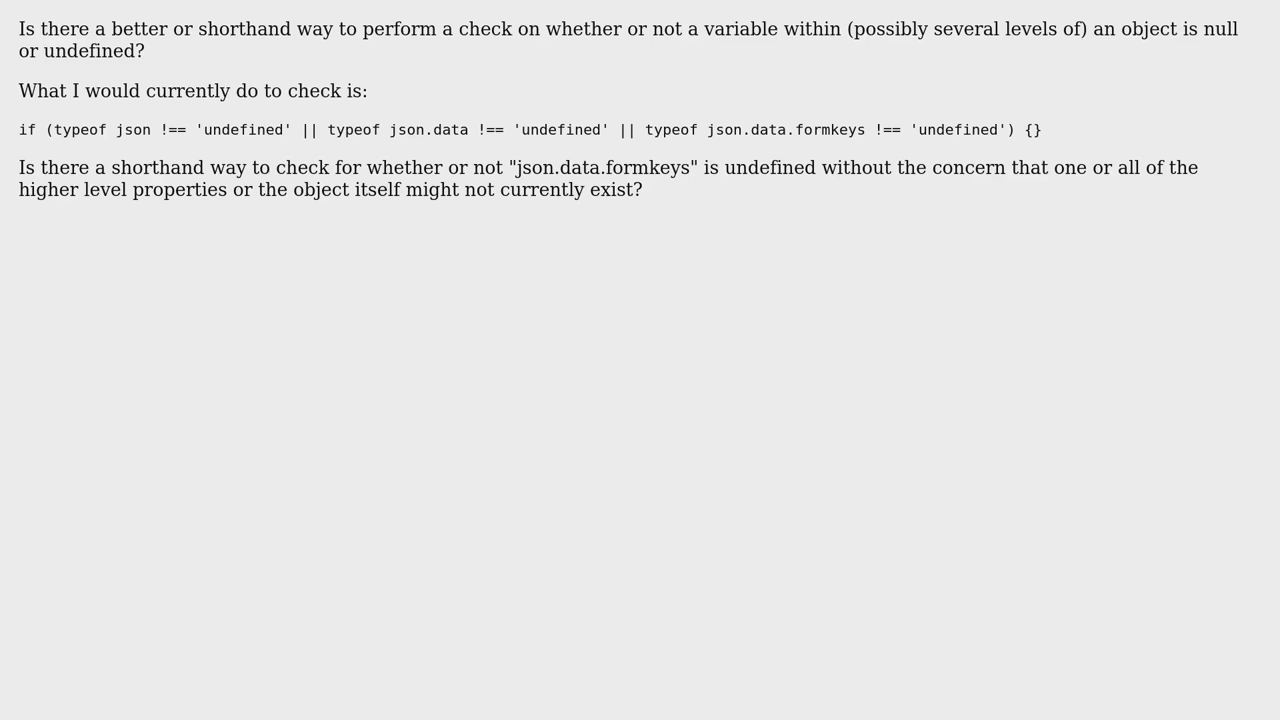 Is there a better or shorthand way to perform a check on whether or not a variable within (possibly several levels of) an object is null
or undefined?
What I would currently do to check is:
if (typeof json !== 'undefined' || typeof json.data !== 'undefined' || typeof json.data.formkeys !== 'undefined') {}
Is there a shorthand way to check for whether or not "json.data.formkeys" is undefined without the concern that one or all of the
higher level properties or the object itself might not currently exist?